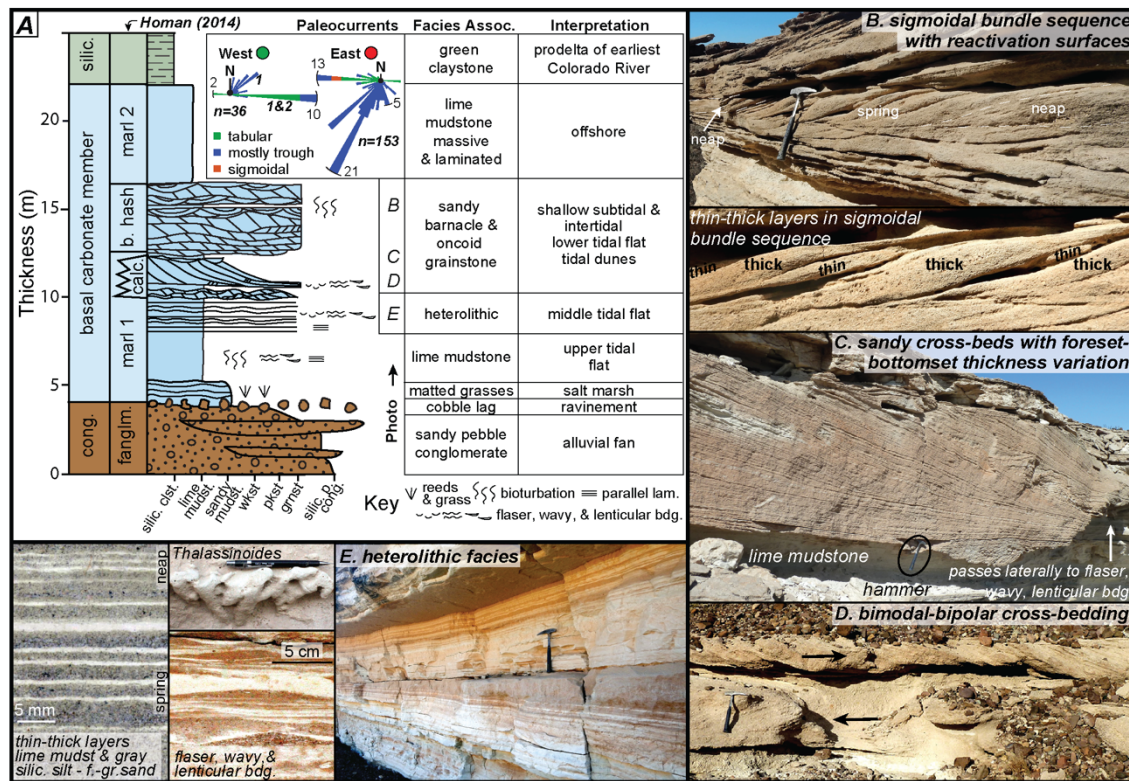 A
Homan (2014)
Paleocurrents
Facies Assoc.
Interpretation
silic.
basal carbonate member
cong.
marl 2
b. hash
calc.
marl 1
fanglm.
Thickness (m)
20
15
10
5
0
West
East
N
N
2
1
1&2
10
n=36
13
5
n=153
21
tabular
mostly trough
sigmoidal
green
claystone
prodelta of earliest
Colorado River
lime
mudstone
massive
& laminated
offshore
B
C
D
sandy
barnacle &
oncoid
grainstone
shallow subtidal &
intertidal
lower tidal flat
tidal dunes
E
heterolithic
middle tidal flat
lime mudstone
upper tidal
flat
matted grasses
salt marsh
cobble lag
ravinement
sandy pebble
conglomerate
alluvial fan
Photo
silic. clst.
lime
mudst.
sandy
mudst.
wkst
pkst
grnst
silic. p.
cong.
Key
reeds
& grass
bioturbation
parallel lam.
flaser, wavy, & lenticular bdg.
B. sigmoidal bundle sequence
with reactivation surfaces
neap
spring
neap
thin-thick layers in sigmoidal
bundle sequence
thin
thick
thin
thick
thin
thick
C. sandy cross-beds with foreset-
bottomset thickness variation
lime mudstone
hammer
passes laterally to flaser,
wavy, lenticular bdg
D. bimodal-bipolar cross-bedding
neap
spring
5 mm
thin-thick layers
lime mudst & gray
silic. silt - f.-gr.sand
Thalassinoides
5 cm
flaser, wavy,&
lenticular bdg.
E. heterolithic facies